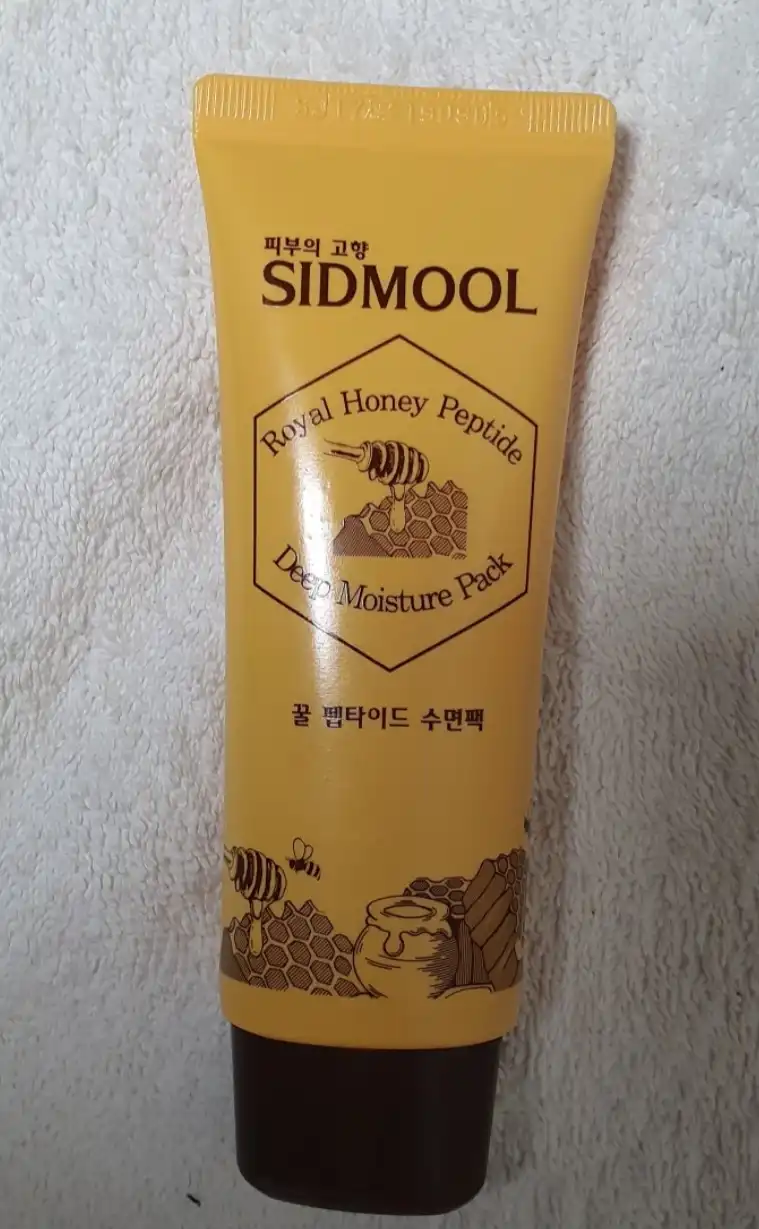 피부의 고향
SIDMOOL
Royal Honey Peptide
Deep Moisture Pack
꿀 펩타이드 수면팩